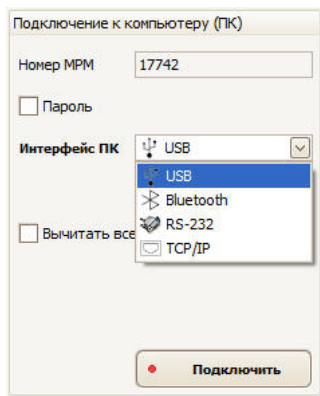 Подключение к компьютеру (ПК)
Номер МРМ 17742
Пароль
Интерфейс ПК USB
USB
Bluetooth
RS-232
Вычитать все
TCP/IP
Подключить